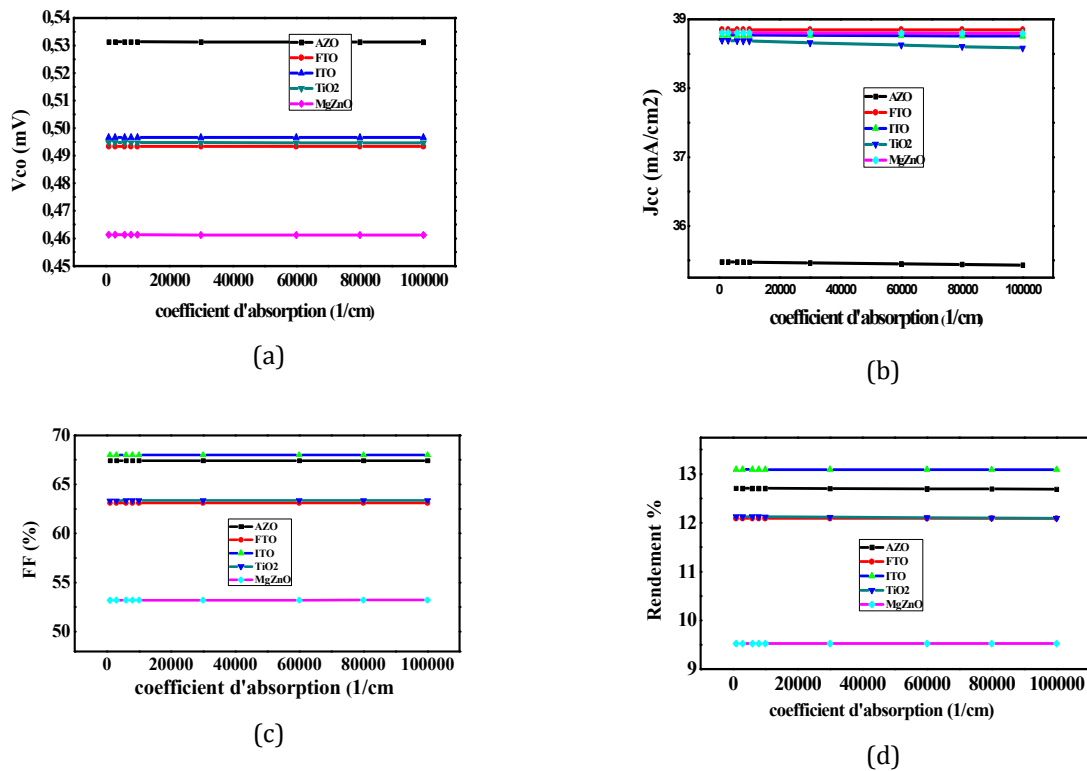 (a)
0,54
0,53
0,52
0,51
0,50
0,49
0,48
0,47
0,46
0,45
Vco (mV)
AZO
FTO
ITO
TiO2
MgZnO
0 20000 40000 60000 80000 100000
coefficient d'absorption (1/cm)
(a)
39
38
37
36
Jcc (mA/cm2)
AZO
FTO
ITO
TiO2
MgZnO
0 20000 40000 60000 80000 100000
coefficient d'absorption (1/cm)
(b)
70
65
60
55
50
FF (%)
AZO
FTO
ITO
TiO2
MgZnO
0 20000 40000 60000 80000 100000
coefficient d'absorption (1/cm
(c)
13
12
11
10
9
Rendement %
AZO
FTO
ITO
TiO2
MgZnO
0 20000 40000 60000 80000 100000
coefficient d'absorption (1/cm)
(d)